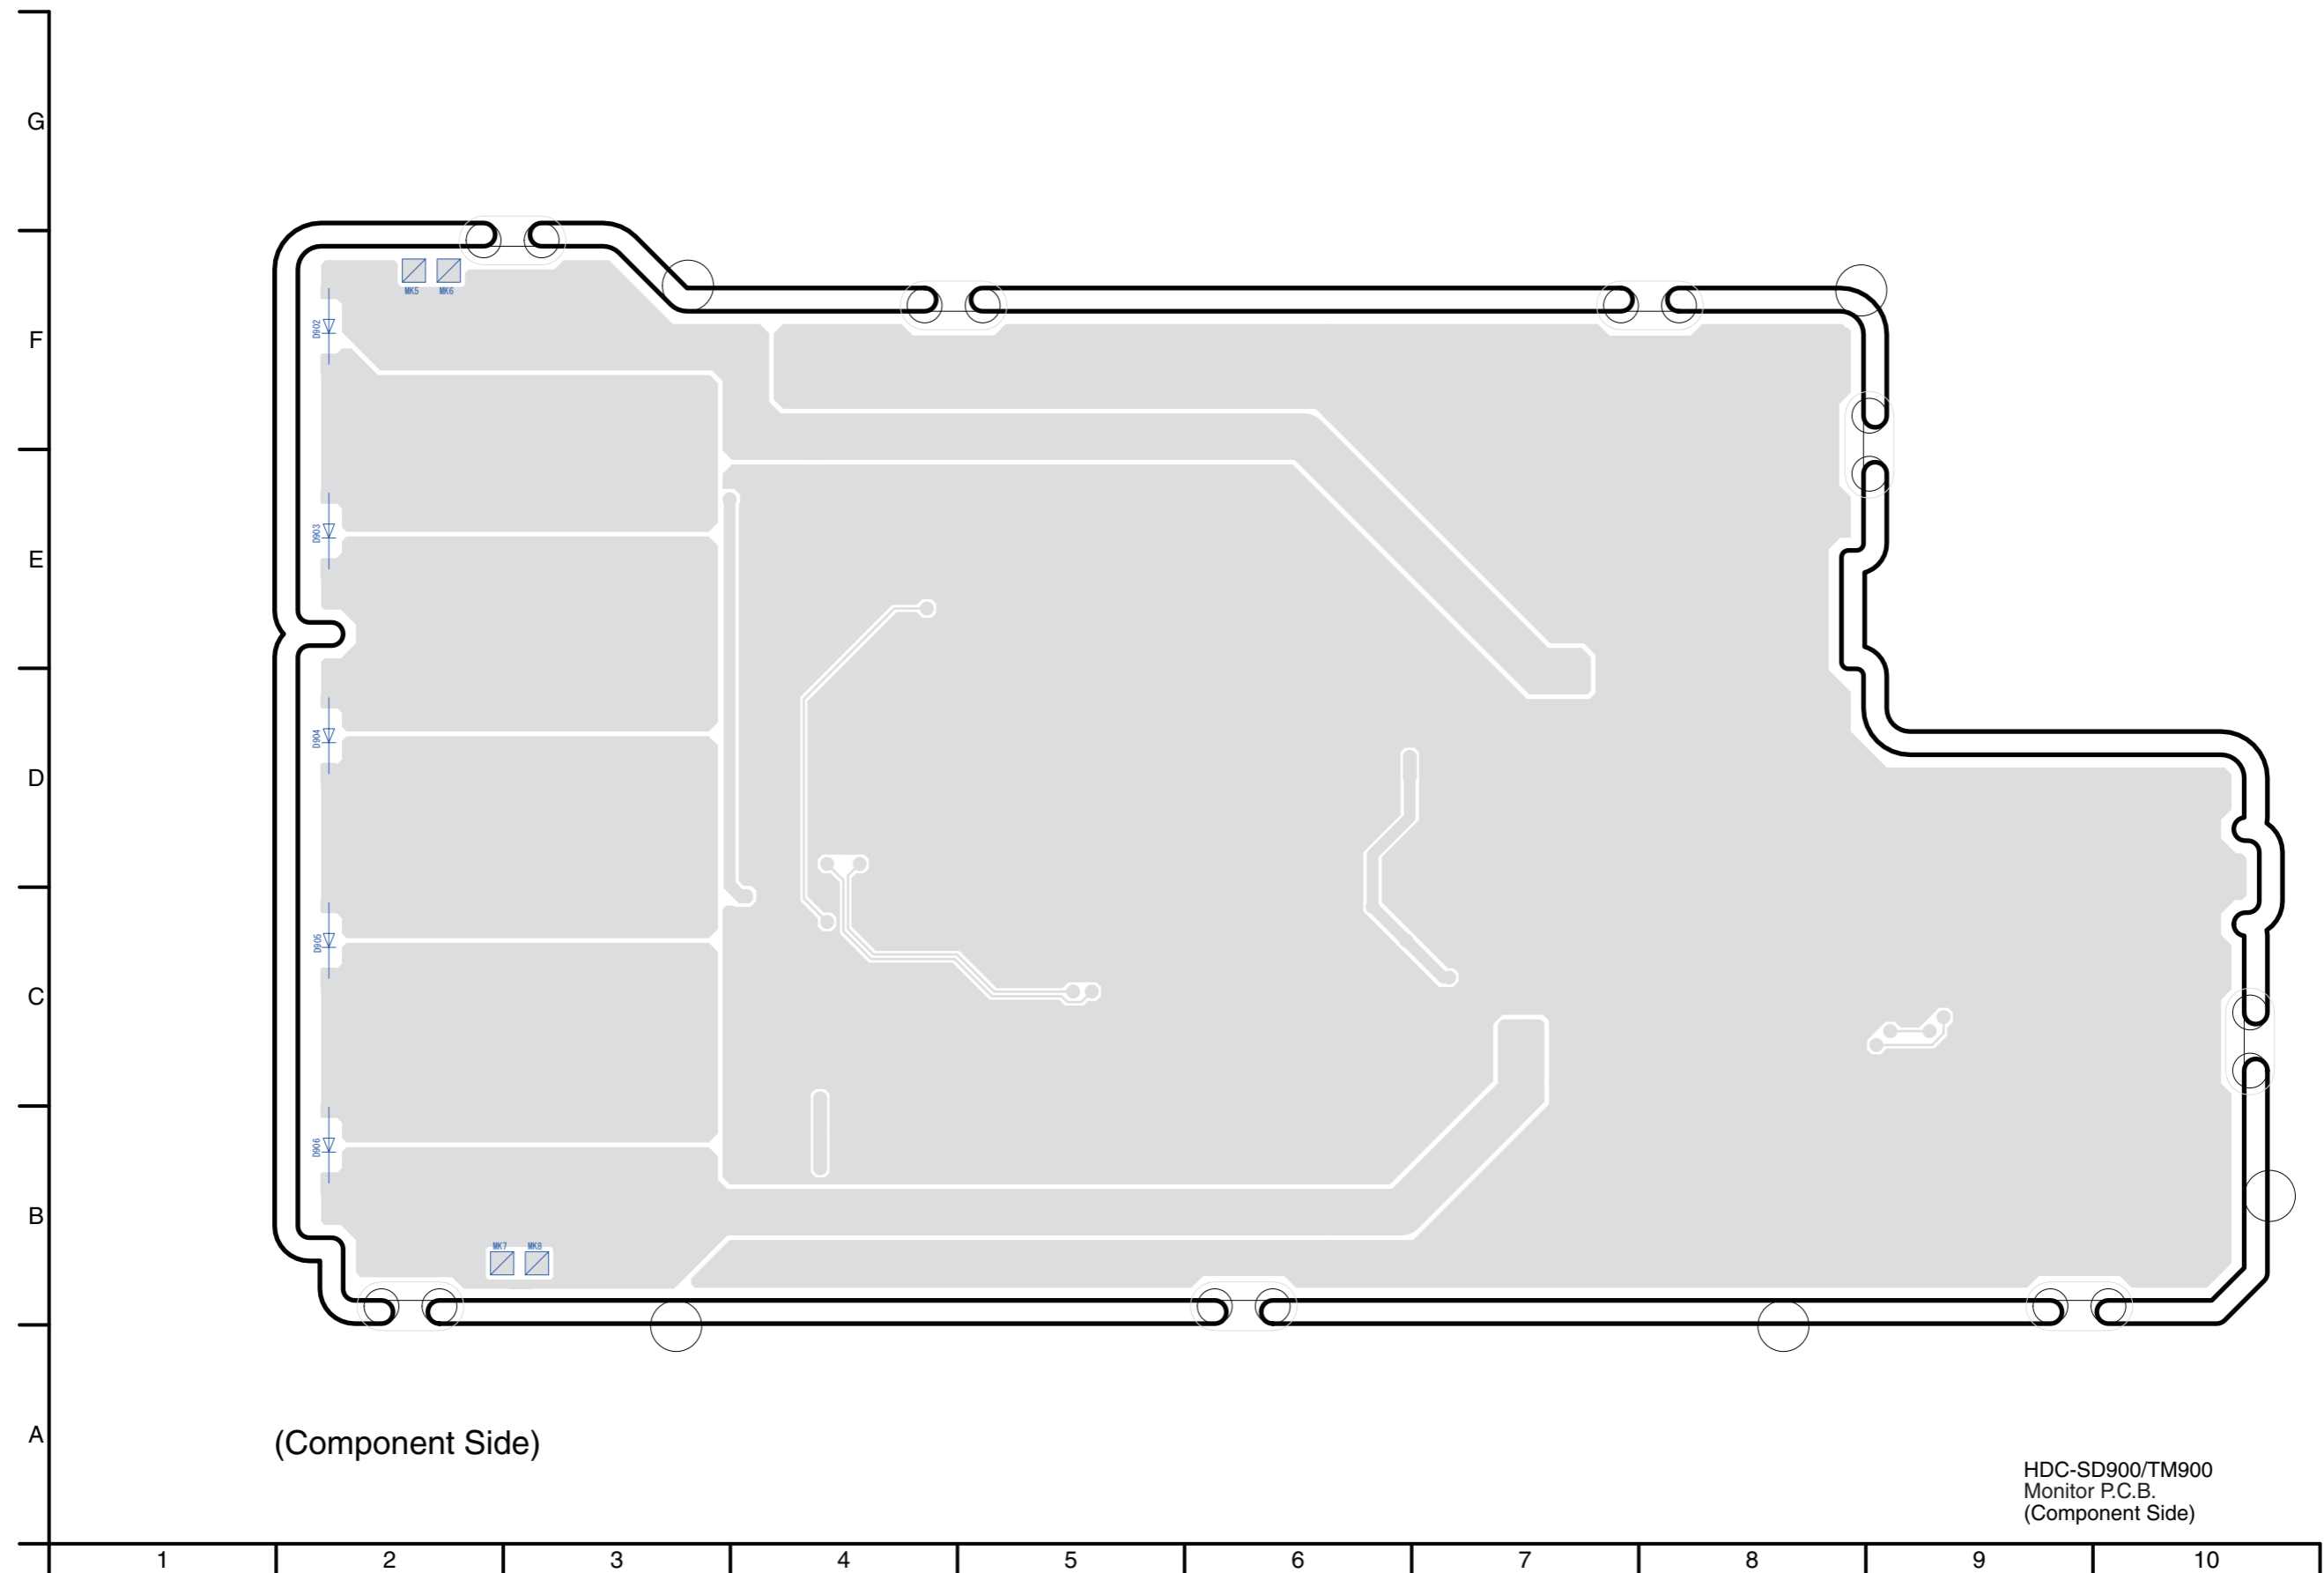 G
MK5 MK6
D902
F
D903
E
D904
D
D905
C
D906
B
MK7 MK8
A
(Component Side)
HDC-SD900/TM900
Monitor P.C.B.
(Component Side)
1 2 3 4 5 6 7 8 9 10